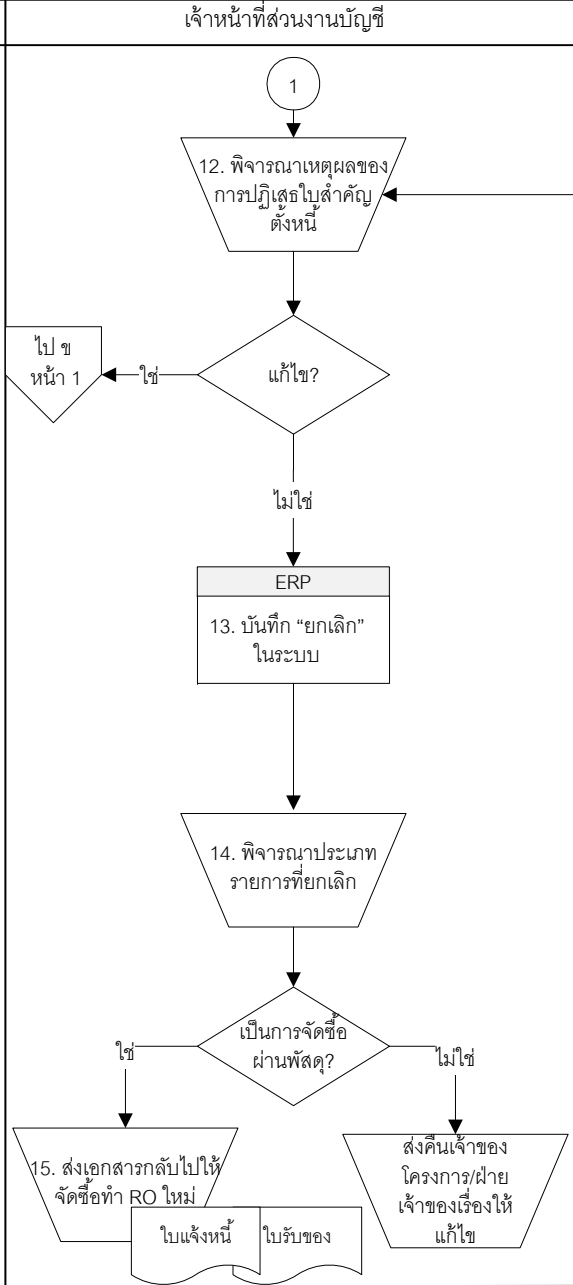 เจ้าหน้าที่ส่วนงานบัญชี
1
12. พิจารณาเหตุผลของ
การปฏิเสธใบสำคัญ
ตั้งหนี้
ไป ข
หน้า 1
ใช่
แก้ไข?
ไม่ใช่
ERP
13. บันทึก “ยกเลิก”
ในระบบ
14. พิจารณาประเภท
รายการที่ยกเลิก
เป็นการจัดซื้อ
ผ่านพัสดุ?
ใช่
ไม่ใช่
15. ส่งเอกสารกลับไปให้
จัดซื้อทำ RO ใหม่
ใบแจ้งหนี้
ใบรับของ
ส่งคืนเจ้าของ
โครงการ/ฝ่าย
เจ้าของเรื่องให้
แก้ไข